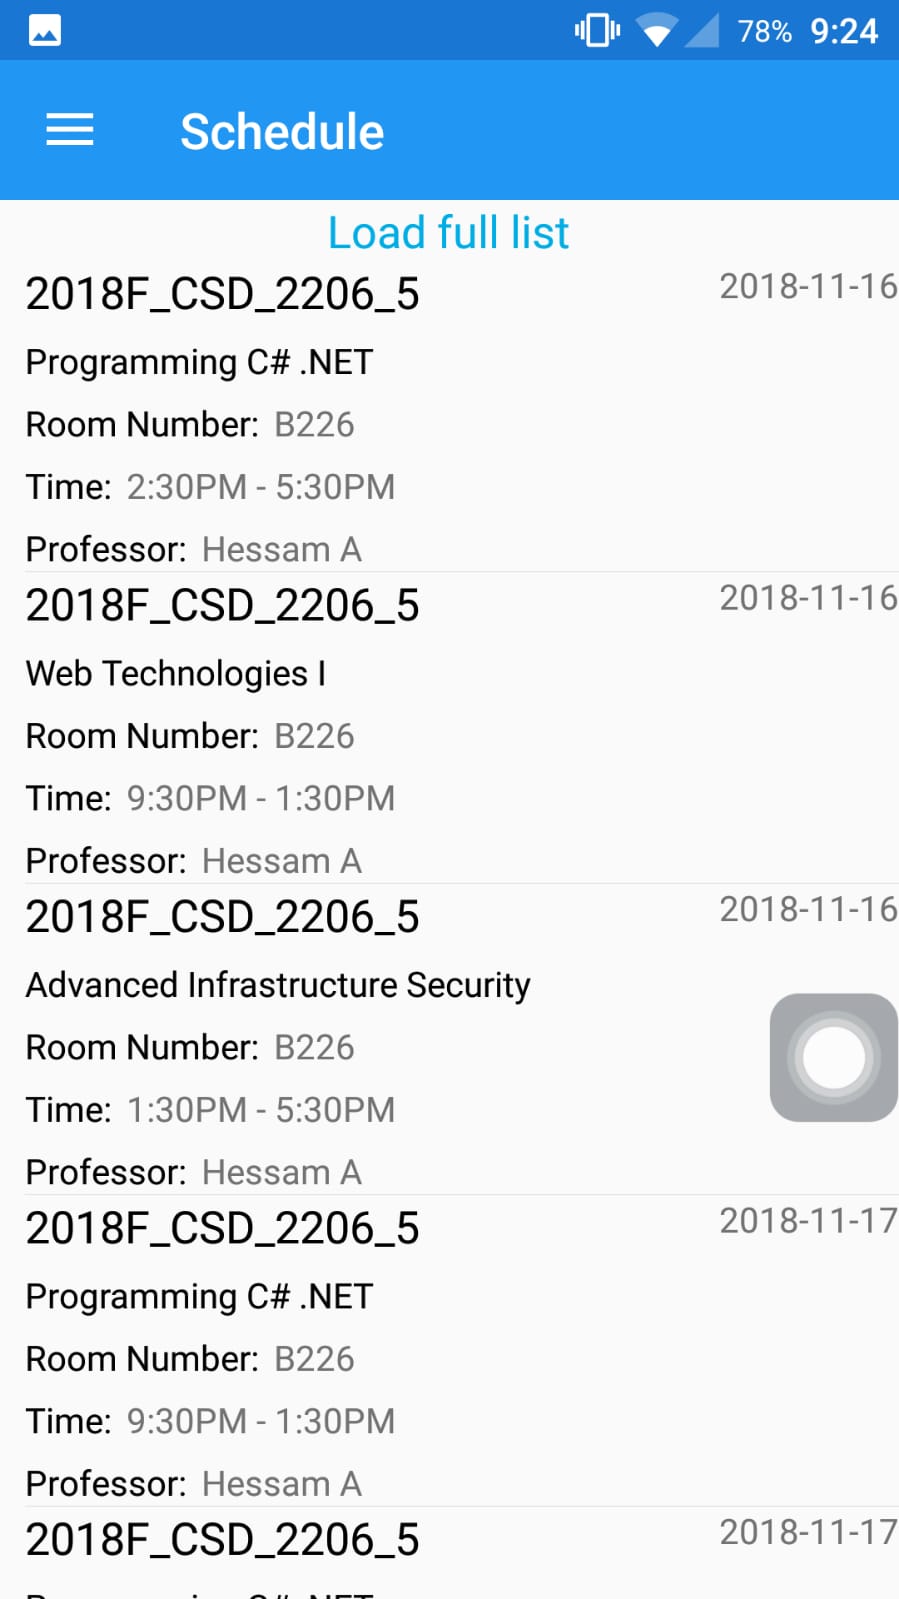 78% 9:24
Schedule
Load full list
2018F_CSD_2206_5 2018-11-16
Programming C# .NET
Room Number: B226
Time: 2:30PM - 5:30PM
Professor: Hessam A
2018F_CSD_2206_5 2018-11-16
Web Technologies I
Room Number: B226
Time: 9:30PM - 1:30PM
Professor: Hessam A
2018F_CSD_2206_5 2018-11-16
Advanced Infrastructure Security
Room Number: B226
Time: 1:30PM - 5:30PM
Professor: Hessam A
2018F_CSD_2206_5 2018-11-17
Programming C# .NET
Room Number: B226
Time: 9:30PM - 1:30PM
Professor: Hessam A
2018F_CSD_2206_5 2018-11-17